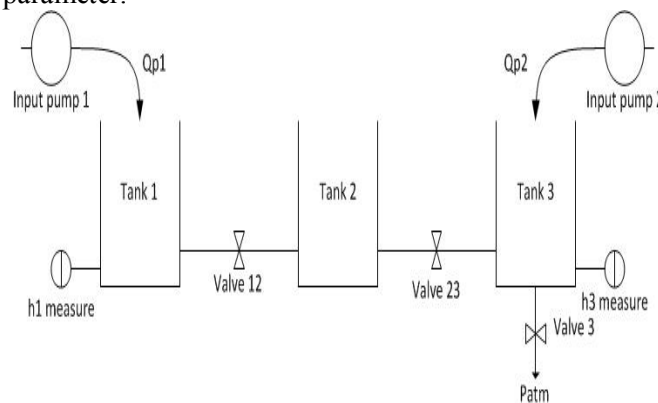 parameter.
Qp1
Qp2
Input pump 1
Input pump 2
Tank 1
Tank 2
Tank 3
Valve 12
Valve 23
h1 measure
h3 measure
Valve 3
Patm